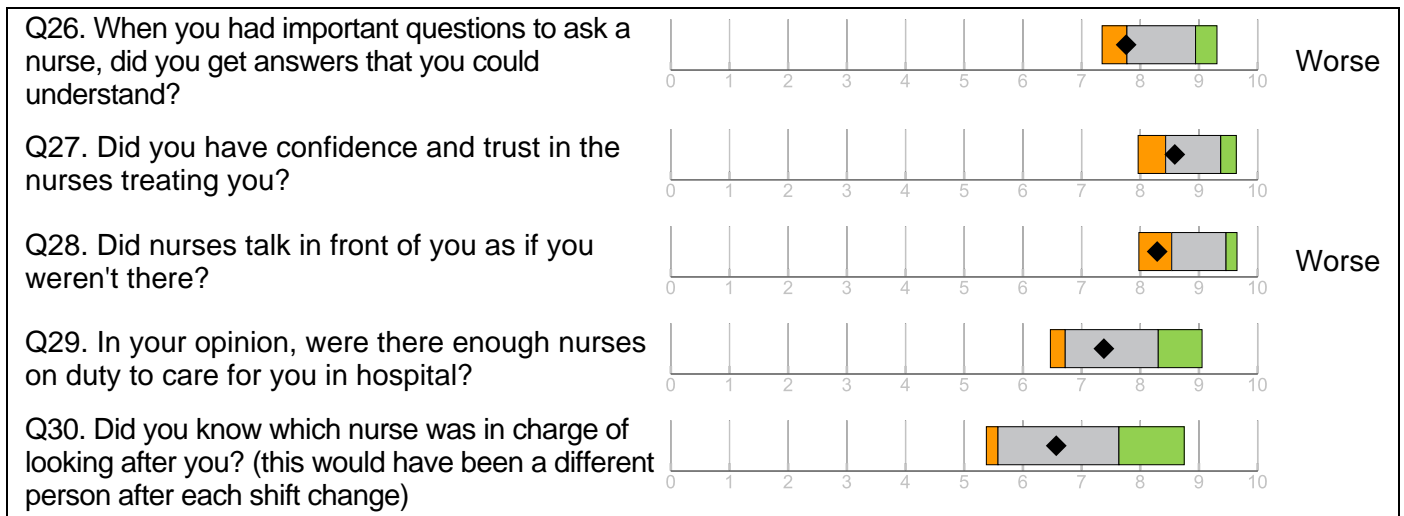 Q26. When you had important questions to ask a
nurse, did you get answers that you could
understand?
0 1 2 3 4 5 6 7 8 9 10
Worse
Q27. Did you have confidence and trust in the
nurses treating you?
0 1 2 3 4 5 6 7 8 9 10
Q28. Did nurses talk in front of you as if you
weren't there?
0 1 2 3 4 5 6 7 8 9 10
Worse
Q29. In your opinion, were there enough nurses
on duty to care for you in hospital?
0 1 2 3 4 5 6 7 8 9 10
Q30. Did you know which nurse was in charge of
looking after you? (this would have been a different
person after each shift change)
0 1 2 3 4 5 6 7 8 9 10